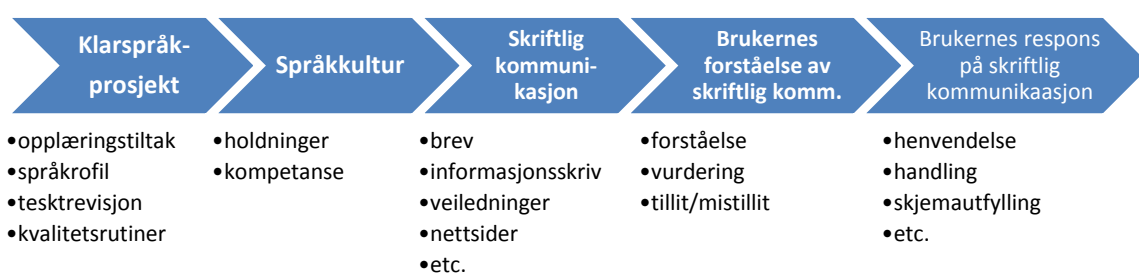 Klarspråk-
prosjekt
Språkkultur
Skriftlig
kommuni-
kasjon
Brukernes
forståelse av
skriftlig komm.
Brukernes respons
på skriftlig
kommunikaasjon
•opplæringstiltak
•språkrofil
•tesktrevisjon
•kvalitetsrutiner
•holdninger
•kompetanse
•brev
•informasjonsskriv
•veiledninger
•nettsider
•etc.
•forståelse
•vurdering
•tillit/mistillit
•henvendelse
•handling
•skjemautfylling
•etc.